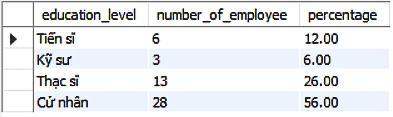 education_level number_of_employee percentage
Tiến sĩ 6 12.00
Kỹ sư 3 6.00
Thạc sĩ 13 26.00
Cử nhân 28 56.00